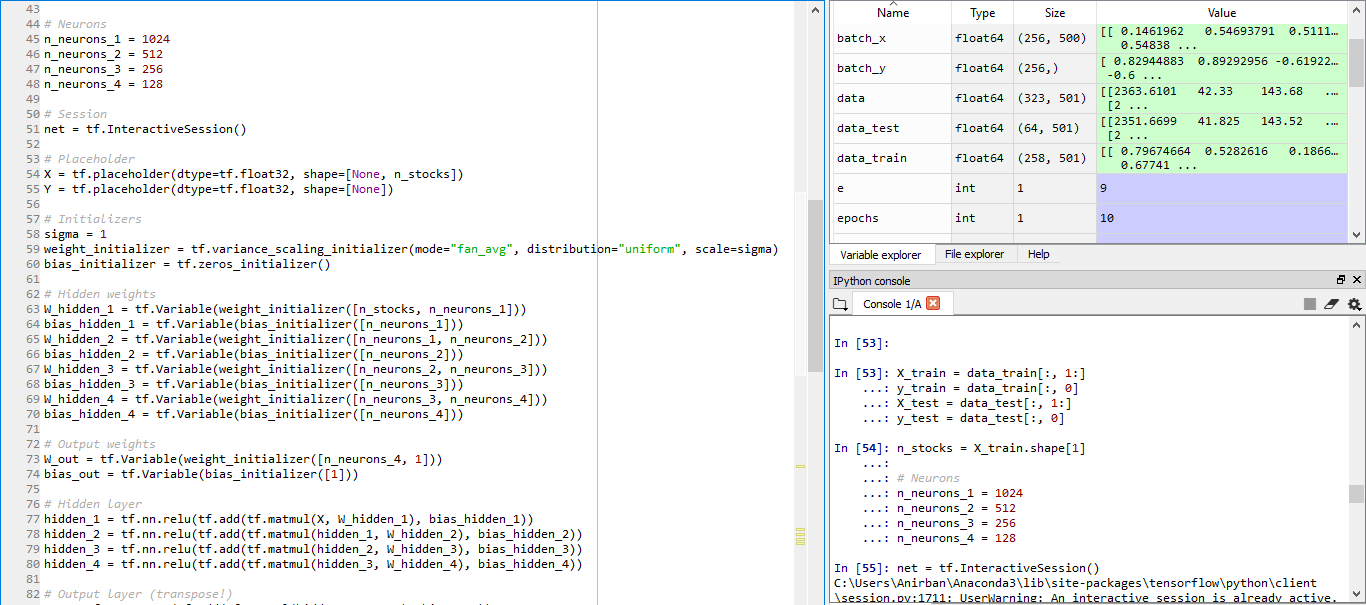 43
44 # Neurons
45 n_neurons_1 = 1024
46 n_neurons_2 = 512
47 n_neurons_3 = 256
48 n_neurons_4 = 128
49
50 # Session
51 net = tf.InteractiveSession()
52
53 # Placeholder
54 X = tf.placeholder(dtype=tf.float32, shape=[None, n_stocks])
55 Y = tf.placeholder(dtype=tf.float32, shape=[None])
56
57 # Initializers
58 sigma = 1
59 weight_initializer = tf.variance_scaling_initializer(mode="fan_avg", distribution="uniform", scale=sigma)
60 bias_initializer = tf.zeros_initializer()
61
62 # Hidden weights
63 W_hidden_1 = tf.Variable(weight_initializer([n_stocks, n_neurons_1]))
64 bias_hidden_1 = tf.Variable(bias_initializer([n_neurons_1]))
65 W_hidden_2 = tf.Variable(weight_initializer([n_neurons_1, n_neurons_2]))
66 bias_hidden_2 = tf.Variable(bias_initializer([n_neurons_2]))
67 W_hidden_3 = tf.Variable(weight_initializer([n_neurons_2, n_neurons_3]))
68 bias_hidden_3 = tf.Variable(bias_initializer([n_neurons_3]))
69 W_hidden_4 = tf.Variable(weight_initializer([n_neurons_3, n_neurons_4]))
70 bias_hidden_4 = tf.Variable(bias_initializer([n_neurons_4]))
71
72 # Output weights
73 W_out = tf.Variable(weight_initializer([n_neurons_4, 1]))
74 bias_out = tf.Variable(bias_initializer([1]))
75
76 # Hidden layer
77 hidden_1 = tf.nn.relu(tf.add(tf.matmul(X, W_hidden_1), bias_hidden_1))
78 hidden_2 = tf.nn.relu(tf.add(tf.matmul(hidden_1, W_hidden_2), bias_hidden_2))
79 hidden_3 = tf.nn.relu(tf.add(tf.matmul(hidden_2, W_hidden_3), bias_hidden_3))
80 hidden_4 = tf.nn.relu(tf.add(tf.matmul(hidden_3, W_hidden_4), bias_hidden_4))
81
82 # Output layer (transpose!)
Name Type Size Value
batch_x float64 (256, 500) [[ 0.1461962 0.54693791 0.5111…
0.54838 ...
batch_y float64 (256,) [ 0.82944883 0.89292956 -0.61922…
-0.6 ...
data float64 (323, 501) [[2363.6101 42.33 143.68 .…
[2 ...
data_test float64 (64, 501) [[2351.6699 41.825 143.52 .…
[2 ...
data_train float64 (258, 501) [[ 0.79674664 0.5282616 0.1866…
0.67741 ...
e int 1 9
epochs int 1 10
Variable explorer File explorer Help
IPython console
Console 1/A
In [53]:
In [53]: X_train = data_train[:, 1:]
...: y_train = data_train[:, 0]
...: X_test = data_test[:, 1:]
...: y_test = data_test[:, 0]
In [54]: n_stocks = X_train.shape[1]
...:
...: # Neurons
...: n_neurons_1 = 1024
...: n_neurons_2 = 512
...: n_neurons_3 = 256
...: n_neurons_4 = 128
In [55]: net = tf.InteractiveSession()
C:\Users\Anirban\Anaconda3\lib\site-packages\tensorflow\python\client
\session.py:1711: UserWarning: An interactive session is already active.